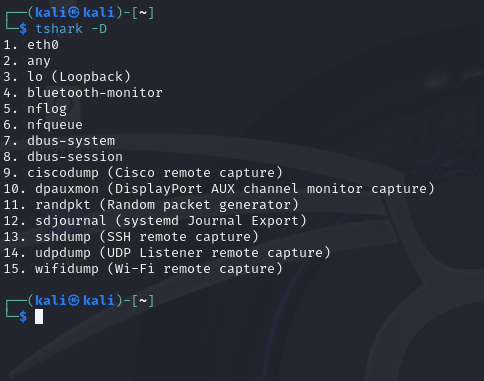 ┌──(kali㉿kali)-[~]
└─$ tshark -D
1. eth0
2. any
3. lo (Loopback)
4. bluetooth-monitor
5. nflog
6. nfqueue
7. dbus-system
8. dbus-session
9. ciscodump (Cisco remote capture)
10. dpauxmon (DisplayPort AUX channel monitor capture)
11. randpkt (Random packet generator)
12. sdjournal (systemd Journal Export)
13. sshdump (SSH remote capture)
14. udpdump (UDP Listener remote capture)
15. wifidump (Wi-Fi remote capture)
┌──(kali㉿kali)-[~]
└─$